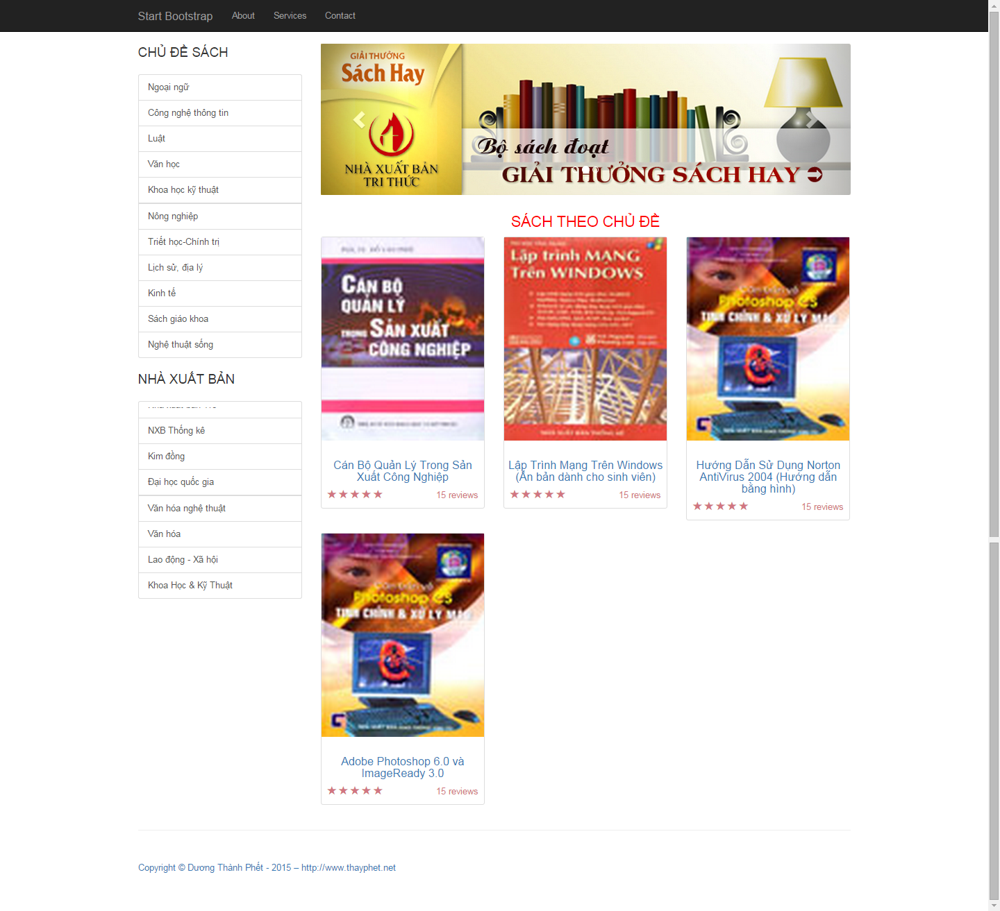 Start Bootstrap About Services Contact
CHỦ ĐỀ SÁCH
Ngoại ngữ
Công nghệ thông tin
Luật
Văn học
Khoa học kỹ thuật
Nông nghiệp
Triết học-Chính trị
Lịch sử, địa lý
Kinh tế
Sách giáo khoa
Nghệ thuật sống
NHÀ XUẤT BẢN
NXB Thống kê
Kim đồng
Đại học quốc gia
Văn hóa nghệ thuật
Văn hóa
Lao động - Xã hội
Khoa Học & Kỹ Thuật
GIẢI THƯỞNG
Sách Hay
NHÀ XUẤT BẢN
TRI THỨC
Bộ sách đoạt
GIẢI THƯỞNG SÁCH HAY
SÁCH THEO CHỦ ĐỀ
CÁN BỘ
QUẢN LÝ
TRONG SẢN XUẤT
CÔNG NGHIỆP
Cán Bộ Quản Lý Trong Sản
Xuất Công Nghiệp
★★★★★ 15 reviews
Lập trình MẠNG
Trên WINDOWS
NHÀ XUẤT BẢN THỐNG KÊ
Lập Trình Mạng Trên Windows
(Ấn bản dành cho sinh viên)
★★★★★ 15 reviews
Photoshop CS
TINH CHỈNH & XỬ LÝ MÀU
Hướng Dẫn Sử Dụng Norton
AntiVirus 2004 (Hướng dẫn
bằng hình)
★★★★★ 15 reviews
Photoshop CS
TINH CHỈNH & XỬ LÝ MÀU
Adobe Photoshop 6.0 và
ImageReady 3.0
★★★★★ 15 reviews
Copyright © Dương Thành Phết - 2015 – http://www.thayphet.net